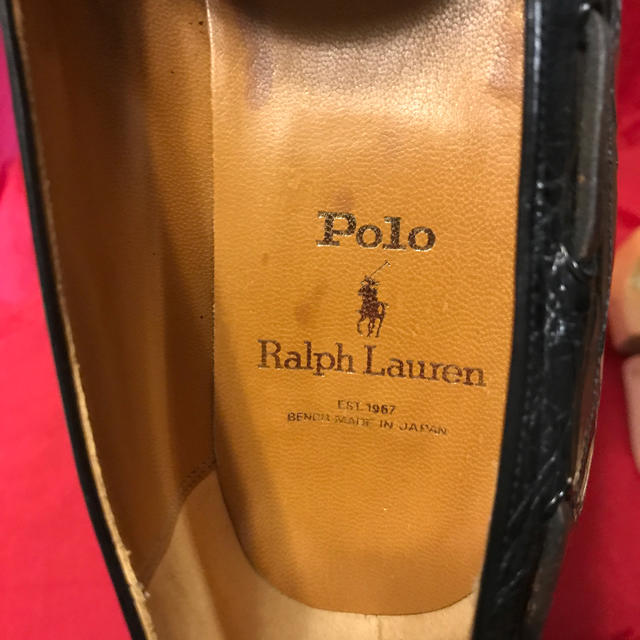 Polo
Ralph Lauren
EST. 1967
BENCH MADE IN JAPAN